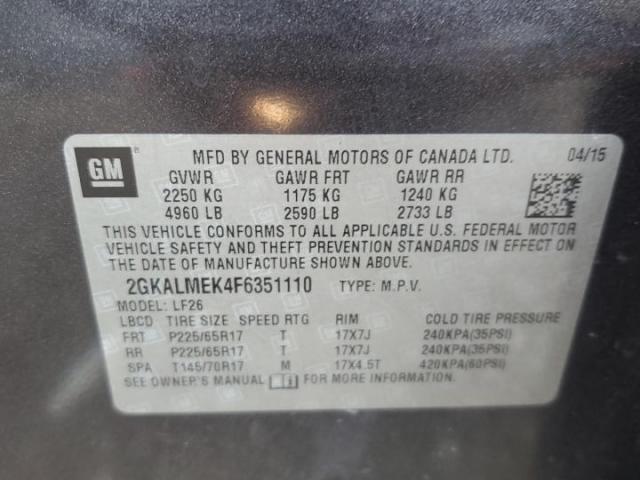 GM MFD BY GENERAL MOTORS OF CANADA LTD. 04/15
GVWR GAWR FRT GAWR RR
2250 KG 1175 KG 1240 KG
4960 LB 2590 LB 2733 LB
THIS VEHICLE CONFORMS TO ALL APPLICABLE U.S. FEDERAL MOTOR
VEHICLE SAFETY AND THEFT PREVENTION STANDARDS IN EFFECT ON
THE DATE OF MANUFACTURE SHOWN ABOVE.
2GKALMEK4F6351110 TYPE: M.P.V.
MODEL: LF26
LBCD TIRE SIZE SPEED RTG RIM COLD TIRE PRESSURE
FRT P225/65R17 T 17X7J 240KPA(35PSI)
RR P225/65R17 T 17X7J 240KPA(35PSI)
SPA T145/70R17 M 17X4.5T 420KPA(60PSI)
SEE OWNER'S MANUAL FOR MORE INFORMATION.